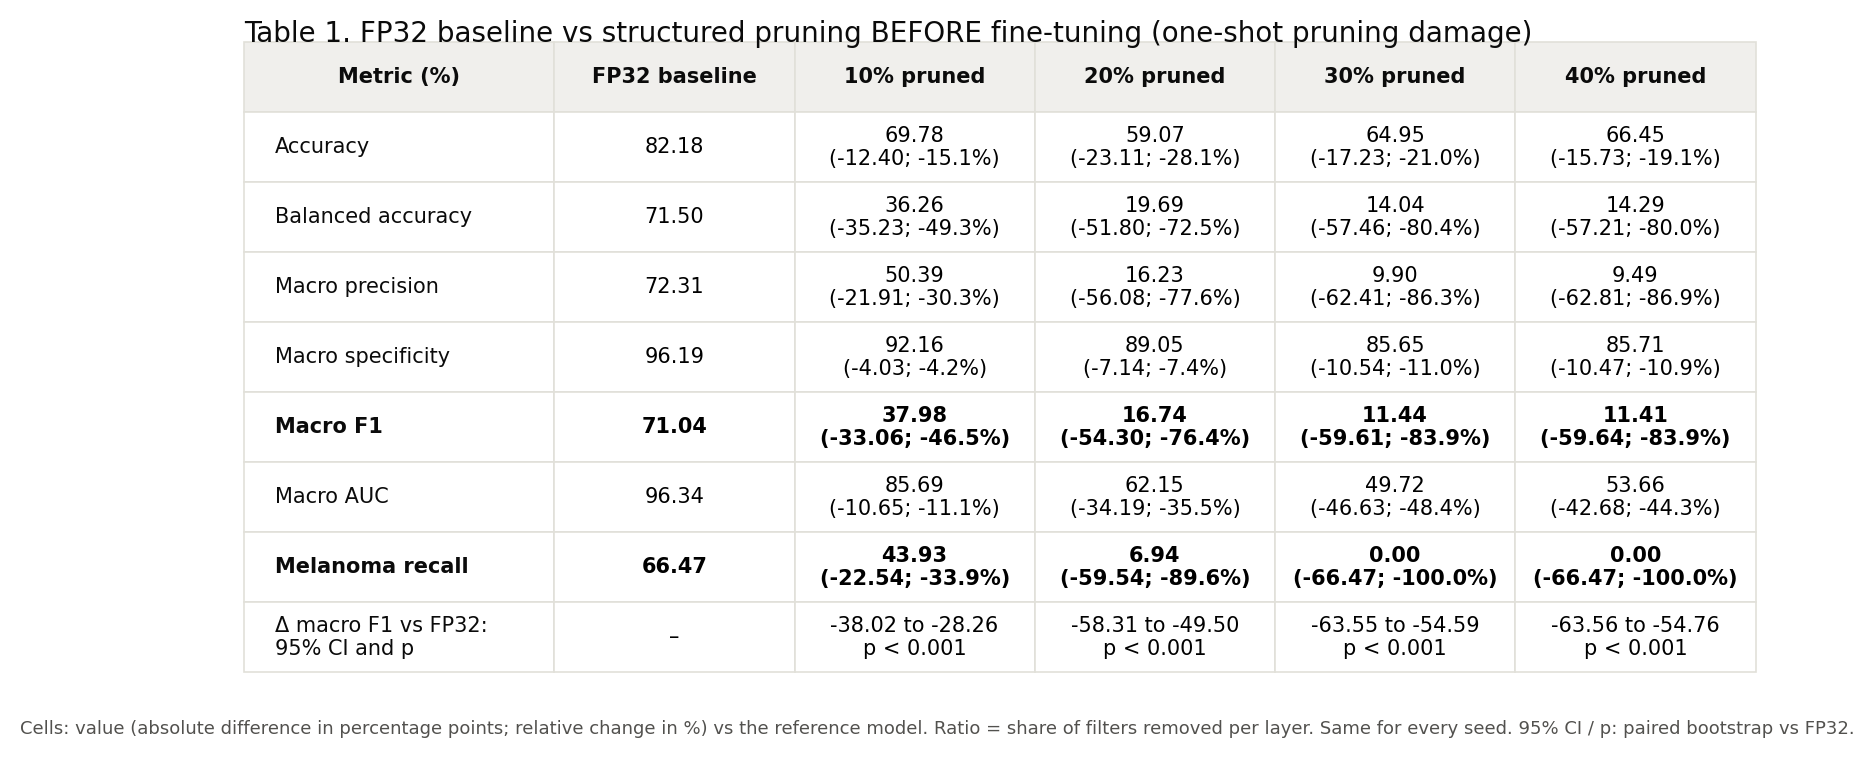 Table 1. FP32 baseline vs structured pruning BEFORE fine-tuning (one-shot pruning damage)
Metric (%) FP32 baseline 10% pruned 20% pruned 30% pruned 40% pruned
Accuracy 82.18 69.78 59.07 64.95 66.45
(-12.40; -15.1%) (-23.11; -28.1%) (-17.23; -21.0%) (-15.73; -19.1%)
Balanced accuracy 71.50 36.26 19.69 14.04 14.29
(-35.23; -49.3%) (-51.80; -72.5%) (-57.46; -80.4%) (-57.21; -80.0%)
Macro precision 72.31 50.39 16.23 9.90 9.49
(-21.91; -30.3%) (-56.08; -77.6%) (-62.41; -86.3%) (-62.81; -86.9%)
Macro specificity 96.19 92.16 89.05 85.65 85.71
(-4.03; -4.2%) (-7.14; -7.4%) (-10.54; -11.0%) (-10.47; -10.9%)
Macro F1 71.04 37.98 16.74 11.44 11.41
(-33.06; -46.5%) (-54.30; -76.4%) (-59.61; -83.9%) (-59.64; -83.9%)
Macro AUC 96.34 85.69 62.15 49.72 53.66
(-10.65; -11.1%) (-34.19; -35.5%) (-46.63; -48.4%) (-42.68; -44.3%)
Melanoma recall 66.47 43.93 6.94 0.00 0.00
(-22.54; -33.9%) (-59.54; -89.6%) (-66.47; -100.0%) (-66.47; -100.0%)
Δ macro F1 vs FP32: – -38.02 to -28.26 -58.31 to -49.50 -63.55 to -54.59 -63.56 to -54.76
95% CI and p p < 0.001 p < 0.001 p < 0.001 p < 0.001
Cells: value (absolute difference in percentage points; relative change in %) vs the reference model. Ratio = share of filters removed per layer. Same for every seed. 95% CI / p: paired bootstrap vs FP32.